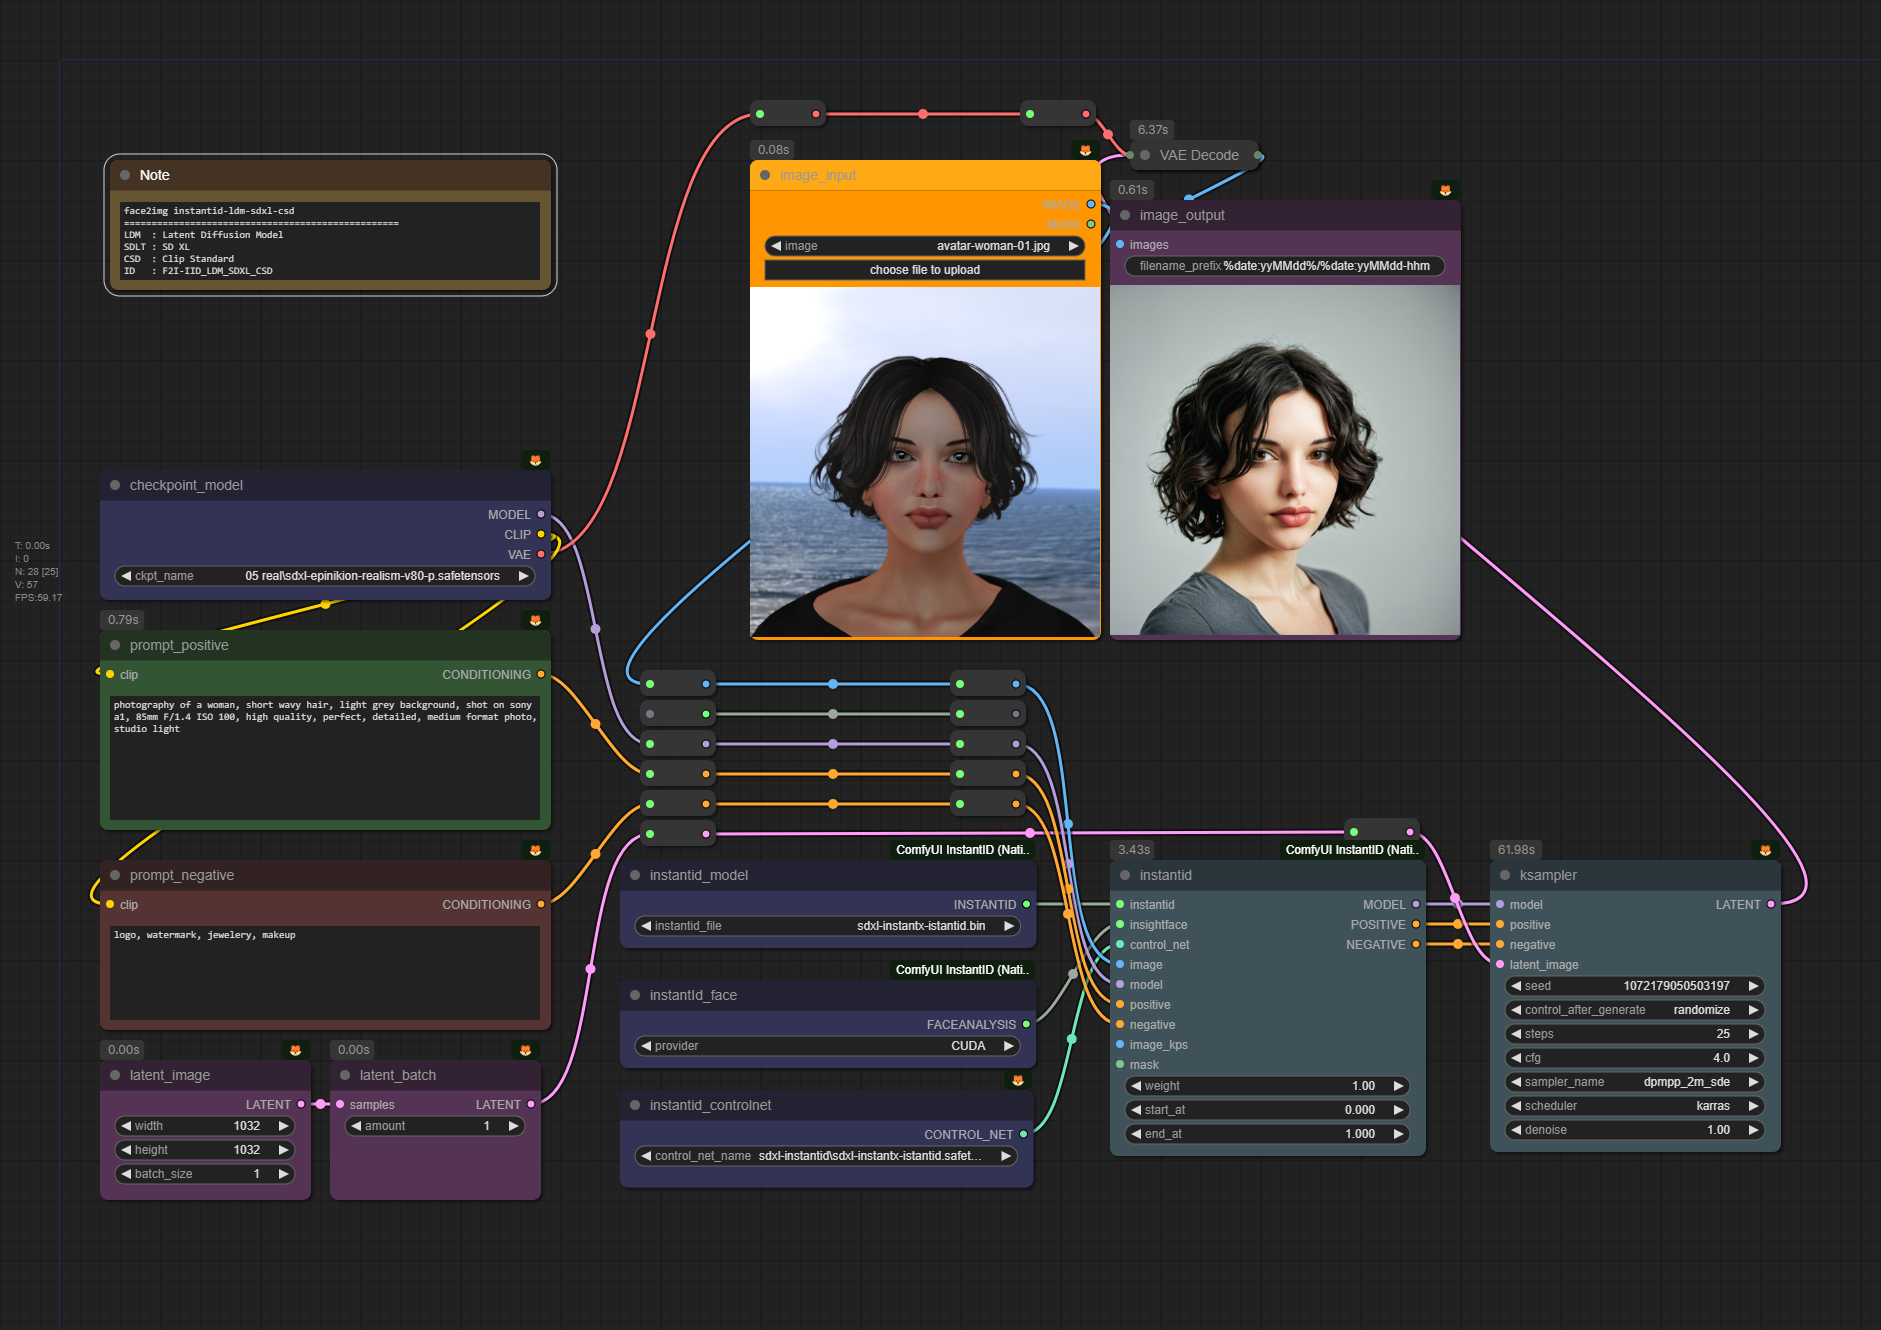 Note
face2img instantid-ldm-sdxl-csd
==================================================
LDM : Latent Diffusion Model
SDLT : SD XL
CSD : Clip Standard
ID : F2I-IID_LDM_SDXL_CSD
T: 0.00s
I: 0
N: 28 [25]
V: 57
FPS:59.17
checkpoint_model
MODEL
CLIP
VAE
ckpt_name 05 real\sdxl-epinikion-realism-v80-p.safetensors
0.79s
prompt_positive
clip CONDITIONING
photography of a woman, short wavy hair, light grey background, shot on sony
a1, 85mm F/1.4 ISO 100, high quality, perfect, detailed, medium format photo,
studio light
prompt_negative
clip CONDITIONING
logo, watermark, jewelery, makeup
0.00s
latent_image
LATENT
width 1032
height 1032
batch_size 1
0.00s
latent_batch
samples LATENT
amount 1
0.08s
image_input
IMAGE
MASK
image avatar-woman-01.jpg
choose file to upload
6.37s
VAE Decode
0.61s
image_output
images
filename_prefix %date:yyMMdd%/%date:yyMMdd-hhm
ComfyUI InstantID (Nati..
instantid_model
INSTANTID
instantid_file sdxl-instantx-istantid.bin
ComfyUI InstantID (Nati..
instantId_face
FACEANALYSIS
provider CUDA
instantid_controlnet
CONTROL_NET
control_net_name sdxl-instantid\sdxl-instantx-istantid.safet...
3.43s
ComfyUI InstantID (Nati..
instantid
instantid MODEL
insightface POSITIVE
control_net NEGATIVE
image
model
positive
negative
image_kps
mask
weight 1.00
start_at 0.000
end_at 1.000
61.98s
ksampler
model LATENT
positive
negative
latent_image
seed 1072179050503197
control_after_generate randomize
steps 25
cfg 4.0
sampler_name dpmpp_2m_sde
scheduler karras
denoise 1.00